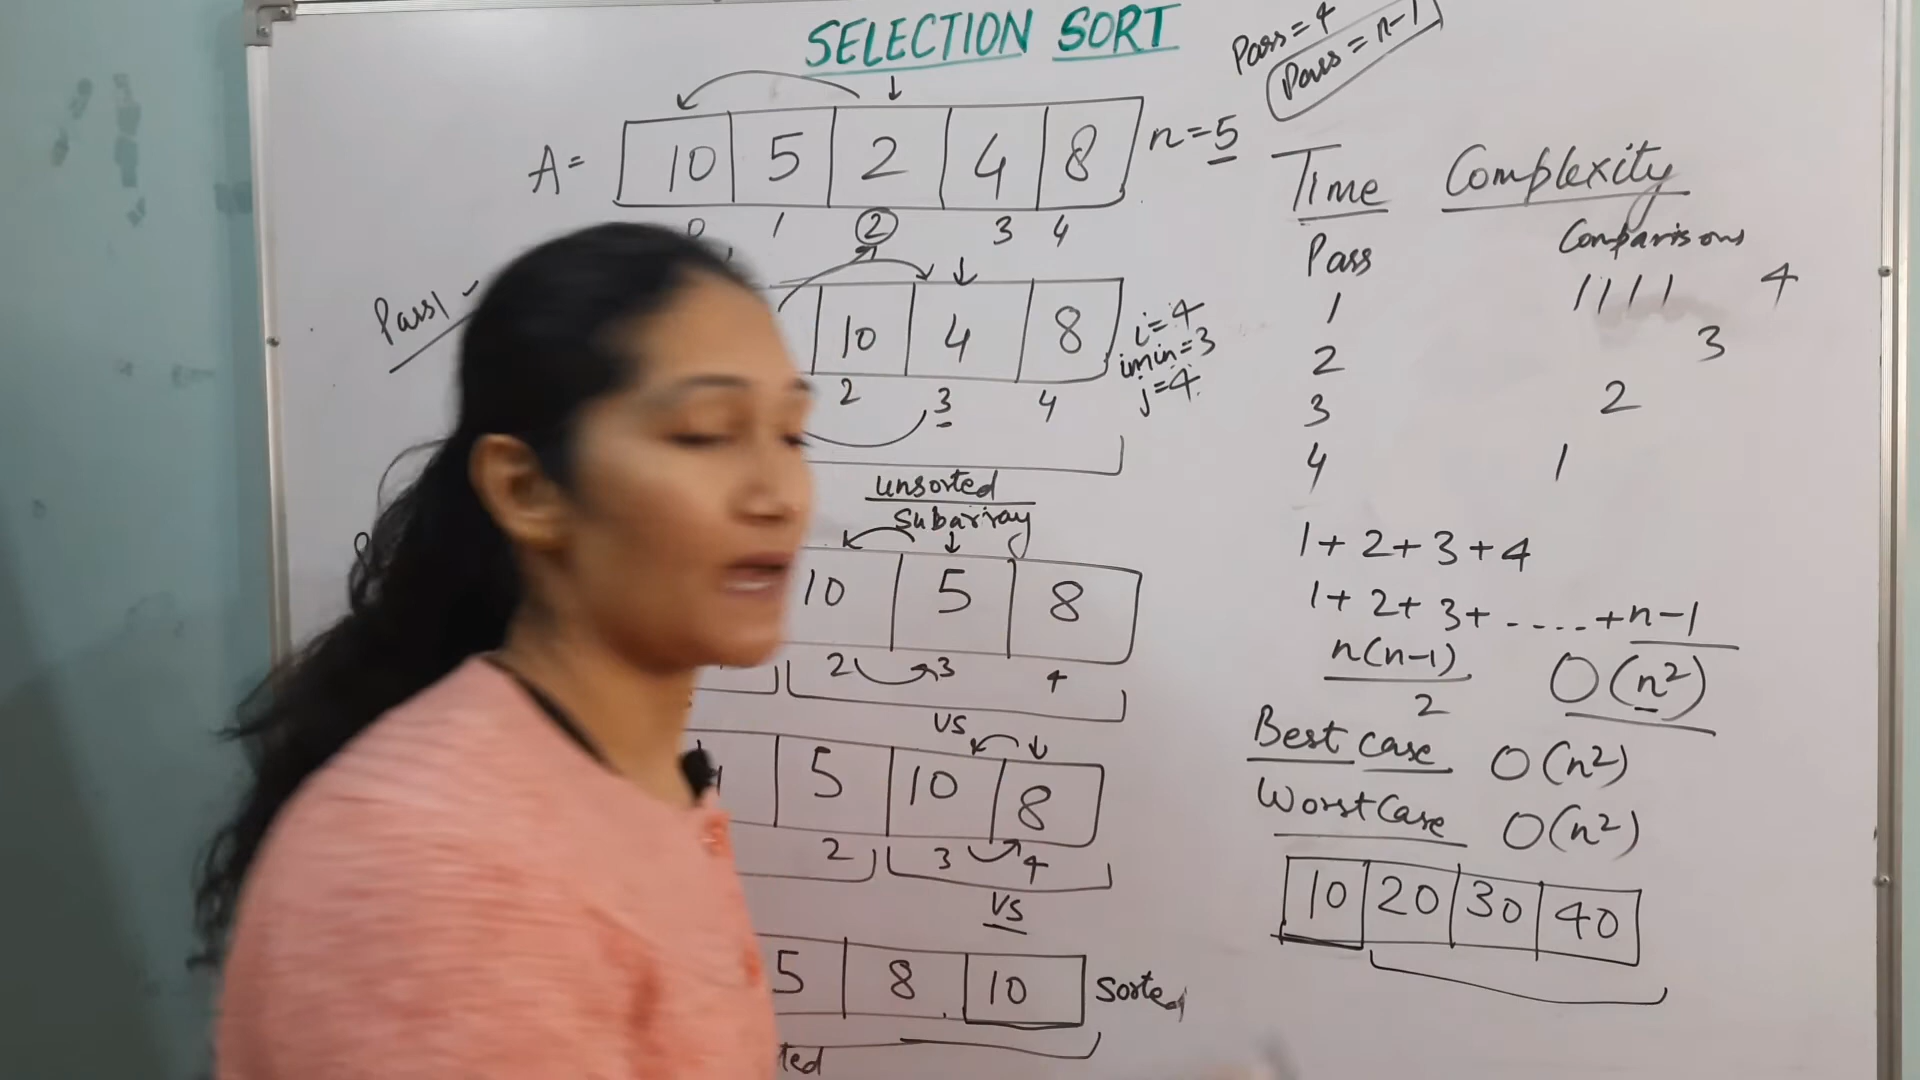 SELECTION SORT
Pass = 4
Pass = n-1
A= 10 5 2 4 8 n=5
0 1 2 3 4
Pass1
10 4 8
i=4
imin=3
j=4
2 3 4
unsorted
subarray
10 5 8
2 3 4
US
5 10 8
2 3 4
US
5 8 10 Sorted
Time Complexity
Pass Comparisons
1 1111 4
2 3
3 2
4 1
1+2+3+4
1+2+3+-....+n-1
n(n-1)
2
O(n²)
Best case O(n²)
Worst Case O(n²)
10 20 30 40